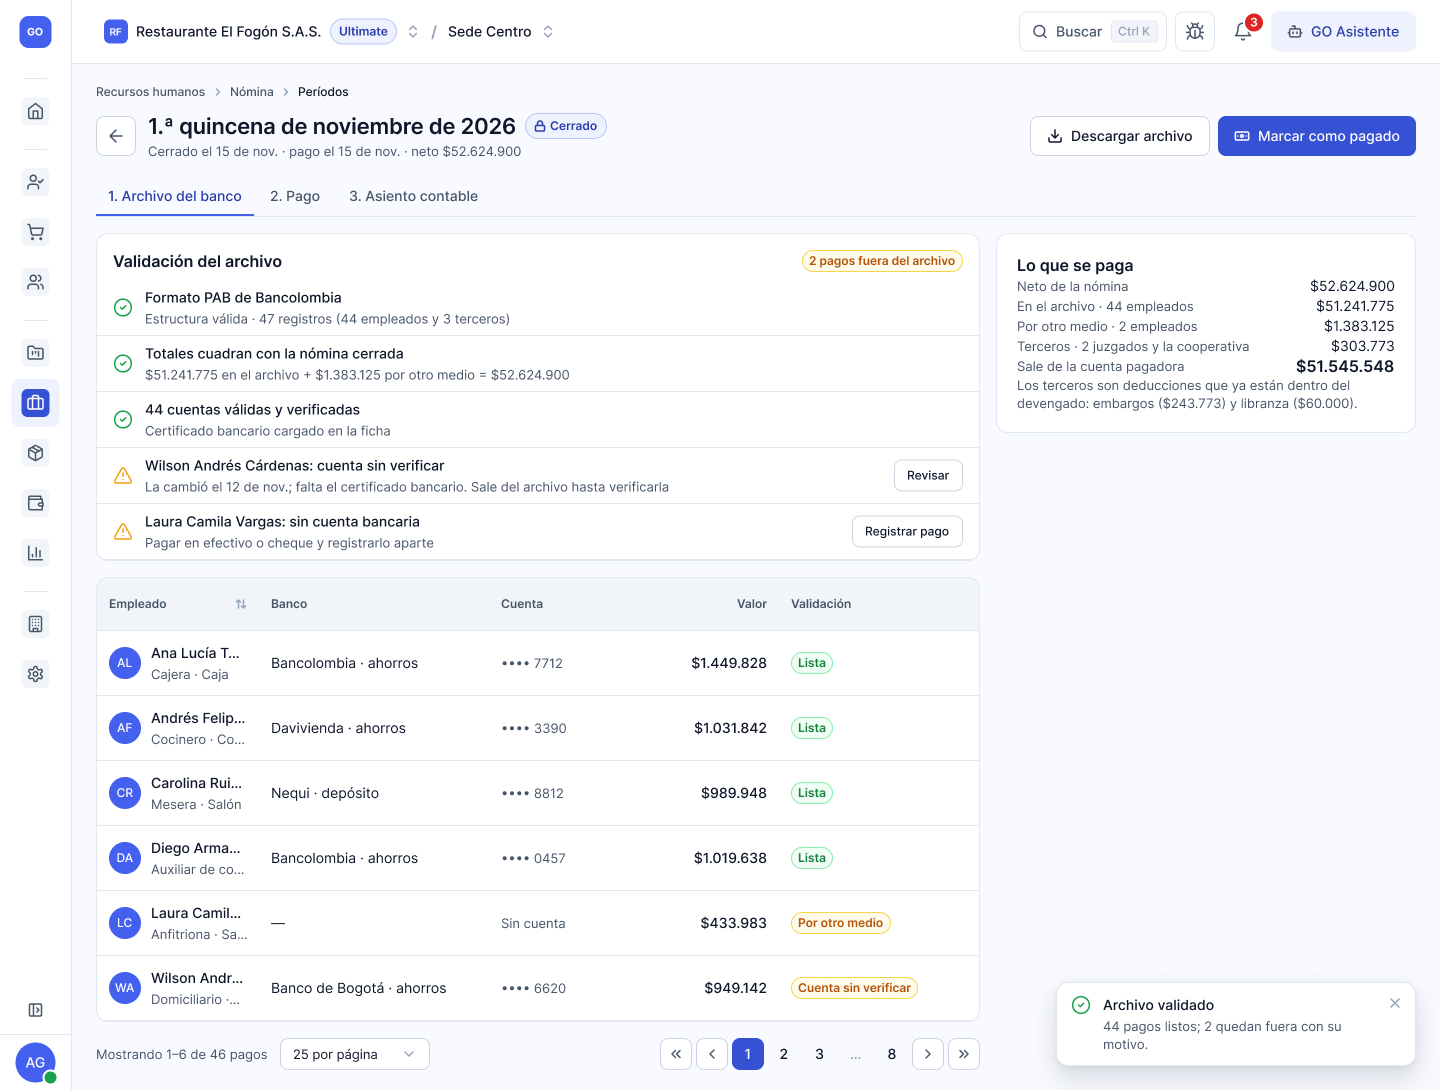 GO
RF Restaurante El Fogón S.A.S. Ultimate / Sede Centro
Buscar Ctrl K
3
GO Asistente
Recursos humanos > Nómina > Períodos
1.ª quincena de noviembre de 2026 Cerrado
Cerrado el 15 de nov. · pago el 15 de nov. · neto $52.624.900
Descargar archivo
Marcar como pagado
1. Archivo del banco
2. Pago
3. Asiento contable
Validación del archivo
2 pagos fuera del archivo
Formato PAB de Bancolombia
Estructura válida · 47 registros (44 empleados y 3 terceros)
Totales cuadran con la nómina cerrada
$51.241.775 en el archivo + $1.383.125 por otro medio = $52.624.900
44 cuentas válidas y verificadas
Certificado bancario cargado en la ficha
Wilson Andrés Cárdenas: cuenta sin verificar
La cambió el 12 de nov.; falta el certificado bancario. Sale del archivo hasta verificarla
Revisar
Laura Camila Vargas: sin cuenta bancaria
Pagar en efectivo o cheque y registrarlo aparte
Registrar pago
Lo que se paga
Neto de la nómina $52.624.900
En el archivo · 44 empleados $51.241.775
Por otro medio · 2 empleados $1.383.125
Terceros · 2 juzgados y la cooperativa $303.773
Sale de la cuenta pagadora $51.545.548
Los terceros son deducciones que ya están dentro del
devengado: embargos ($243.773) y libranza ($60.000).
Empleado Banco Cuenta Valor Validación
AL Ana Lucía T... Bancolombia · ahorros •••• 7712 $1.449.828 Lista
Cajera · Caja
AF Andrés Felip... Davivienda · ahorros •••• 3390 $1.031.842 Lista
Cocinero · Co...
CR Carolina Rui... Nequi · depósito •••• 8812 $989.948 Lista
Mesera · Salón
DA Diego Arma... Bancolombia · ahorros •••• 0457 $1.019.638 Lista
Auxiliar de co...
LC Laura Camil... — Sin cuenta $433.983 Por otro medio
Anfitriona · Sa...
WA Wilson Andr... Banco de Bogotá · ahorros •••• 6620 $949.142 Cuenta sin verificar
Domiciliario ·...
Mostrando 1–6 de 46 pagos
25 por página
« ‹ 1 2 3 ... 8 › »
Archivo validado
44 pagos listos; 2 quedan fuera con su
motivo.
AG